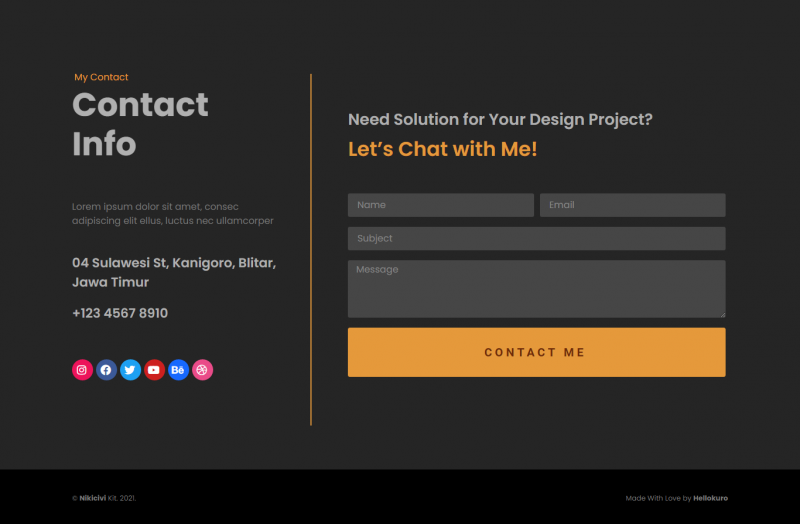 My Contact
Contact
Info
Lorem ipsum dolor sit amet, consec
adipiscing elit ellus, luctus nec ullamcorper
04 Sulawesi St, Kanigoro, Blitar,
Jawa Timur
+123 4567 8910
Need Solution for Your Design Project?
Let’s Chat with Me!
Name
Email
Subject
Message
CONTACT ME
© Nikicivi Kit. 2021.
Made With Love by Hellokuro